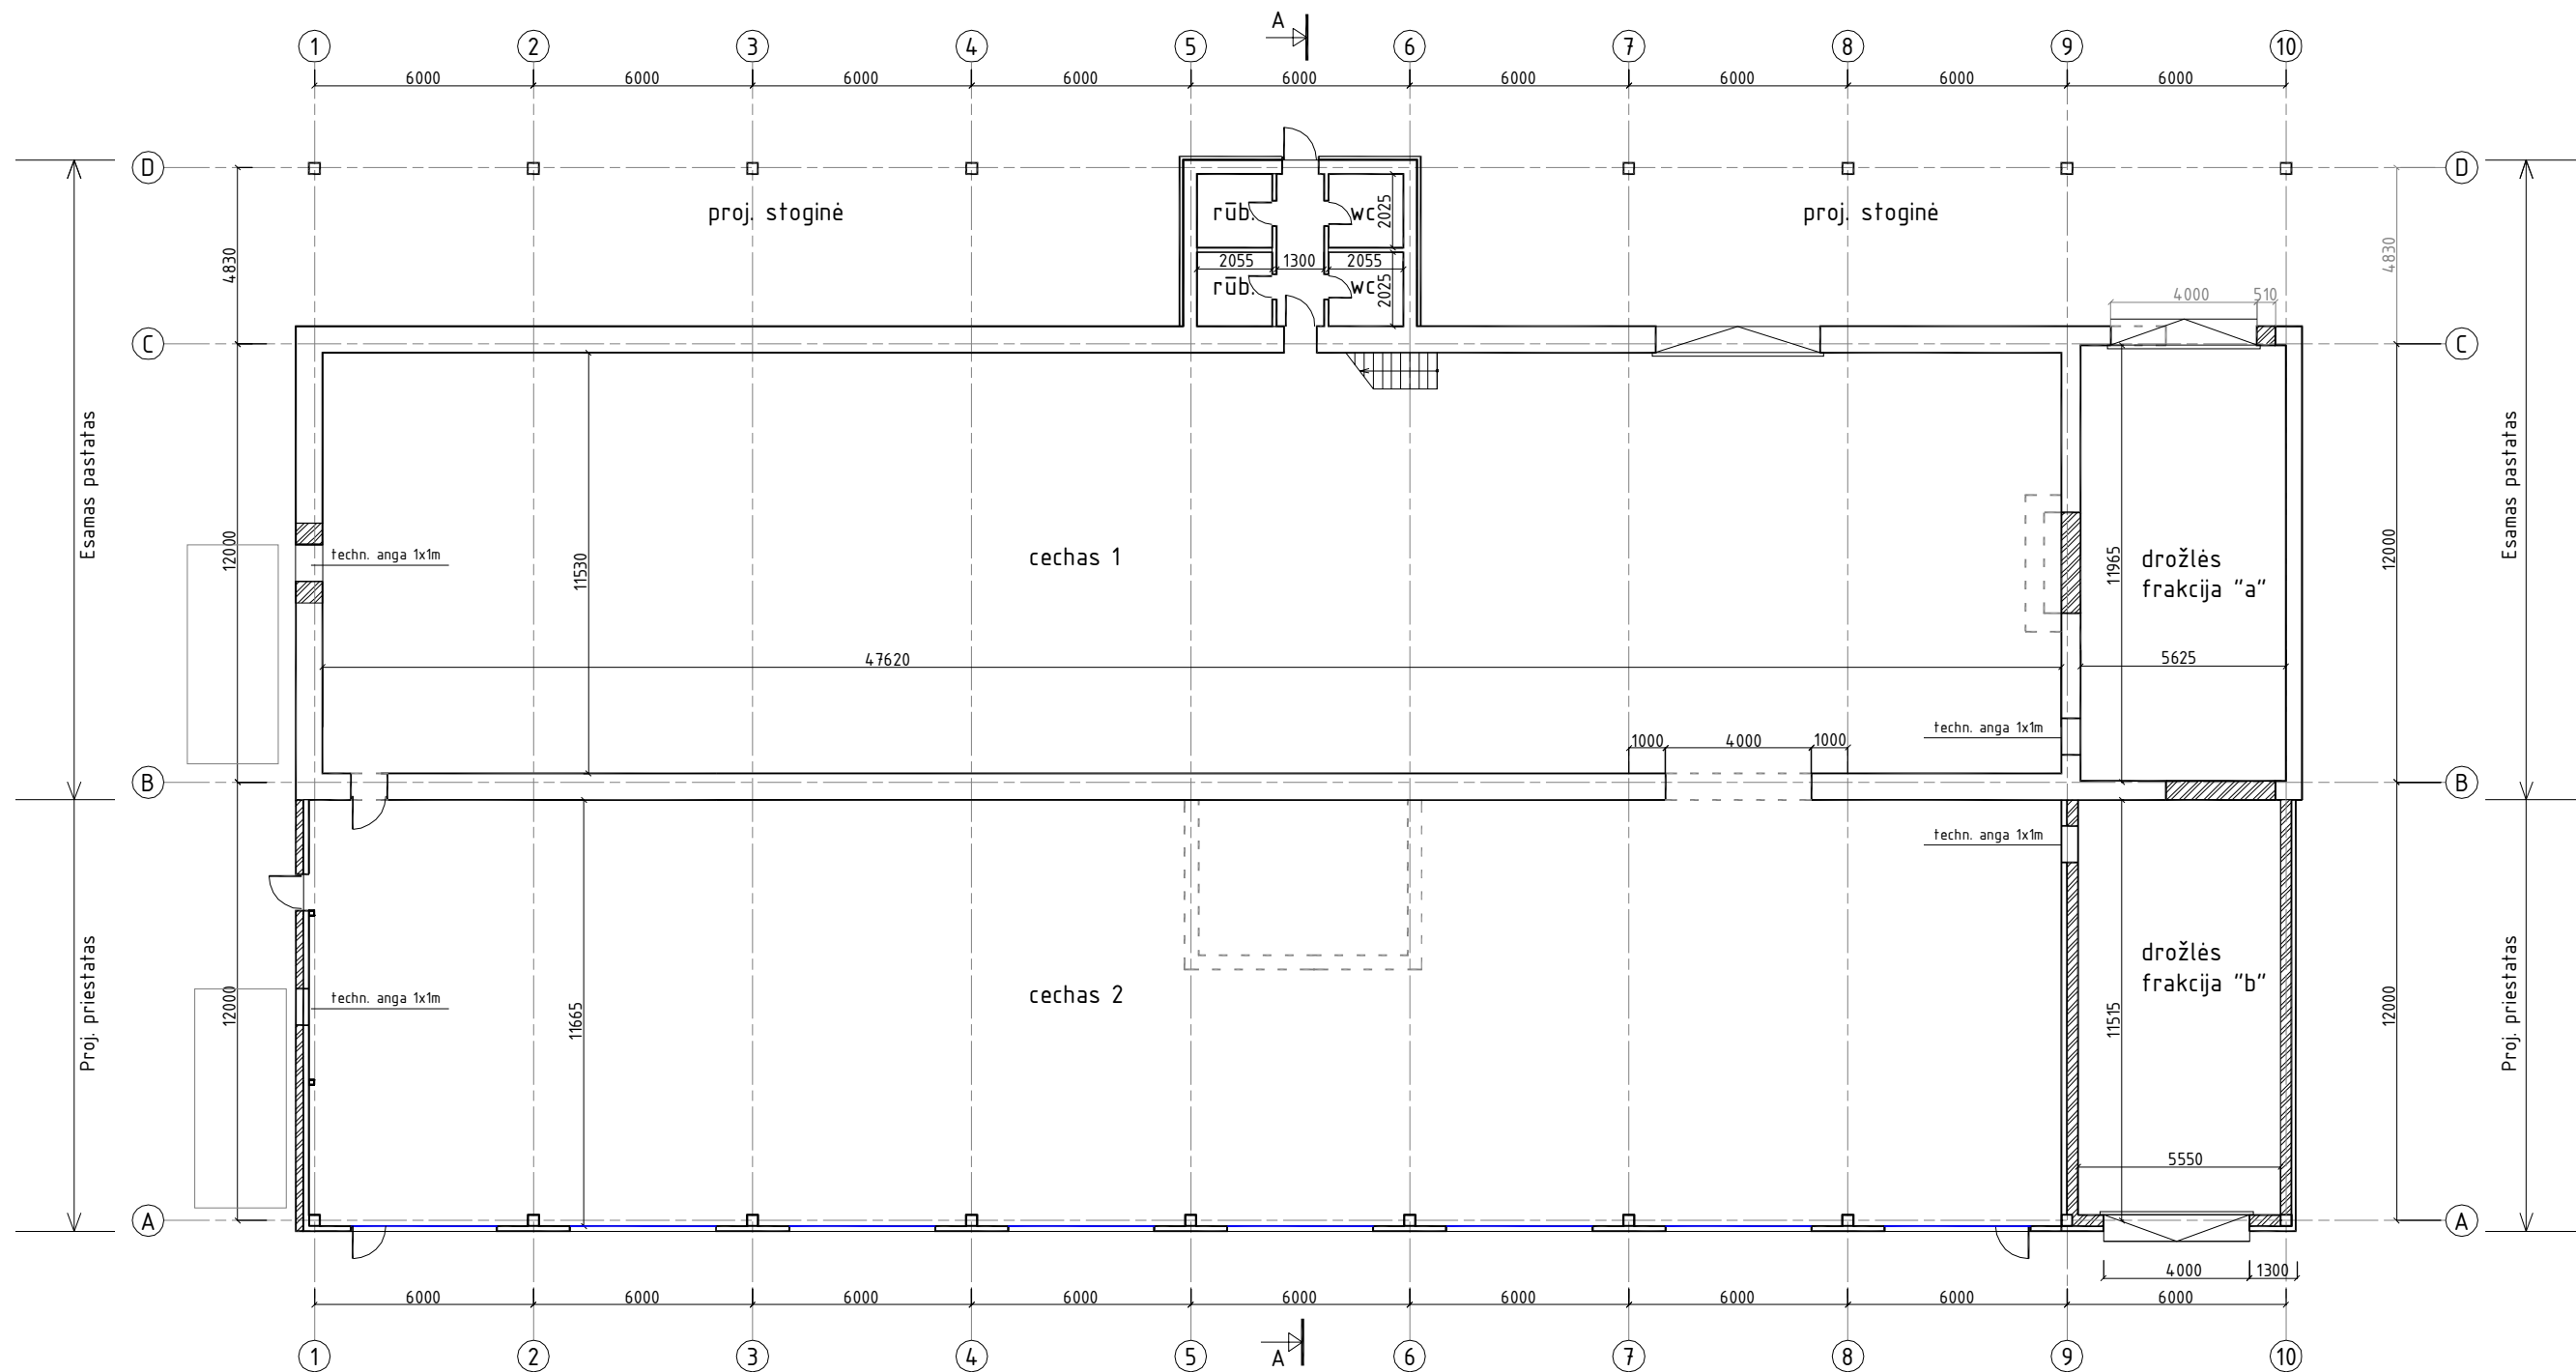 A
1 2 3 4 5 6 7 8 9 10
6000 6000 6000 6000 6000 6000 6000 6000 6000
D D
proj. stoginė rūb. wc 2025 proj. stoginė
4830 4830
2055 1300 2055
rūb. wc 2025
4000 510
C C
Esamas pastatas Esamas pastatas
12000 techn. anga 1x1m 11530 cechas 1 11965 drožlės 12000
frakcija "a"
47620 5625
techn. anga 1x1m
1000 4000 1000
B B
techn. anga 1x1m
Proj. priestatas Proj. priestatas
drožlės
frakcija "b"
12000 techn. anga 1x1m 11665 cechas 2 11515 12000
5550
A A
4000 1300
6000 6000 6000 6000 6000 6000 6000 6000 6000
A
1 2 3 4 5 6 7 8 9 10